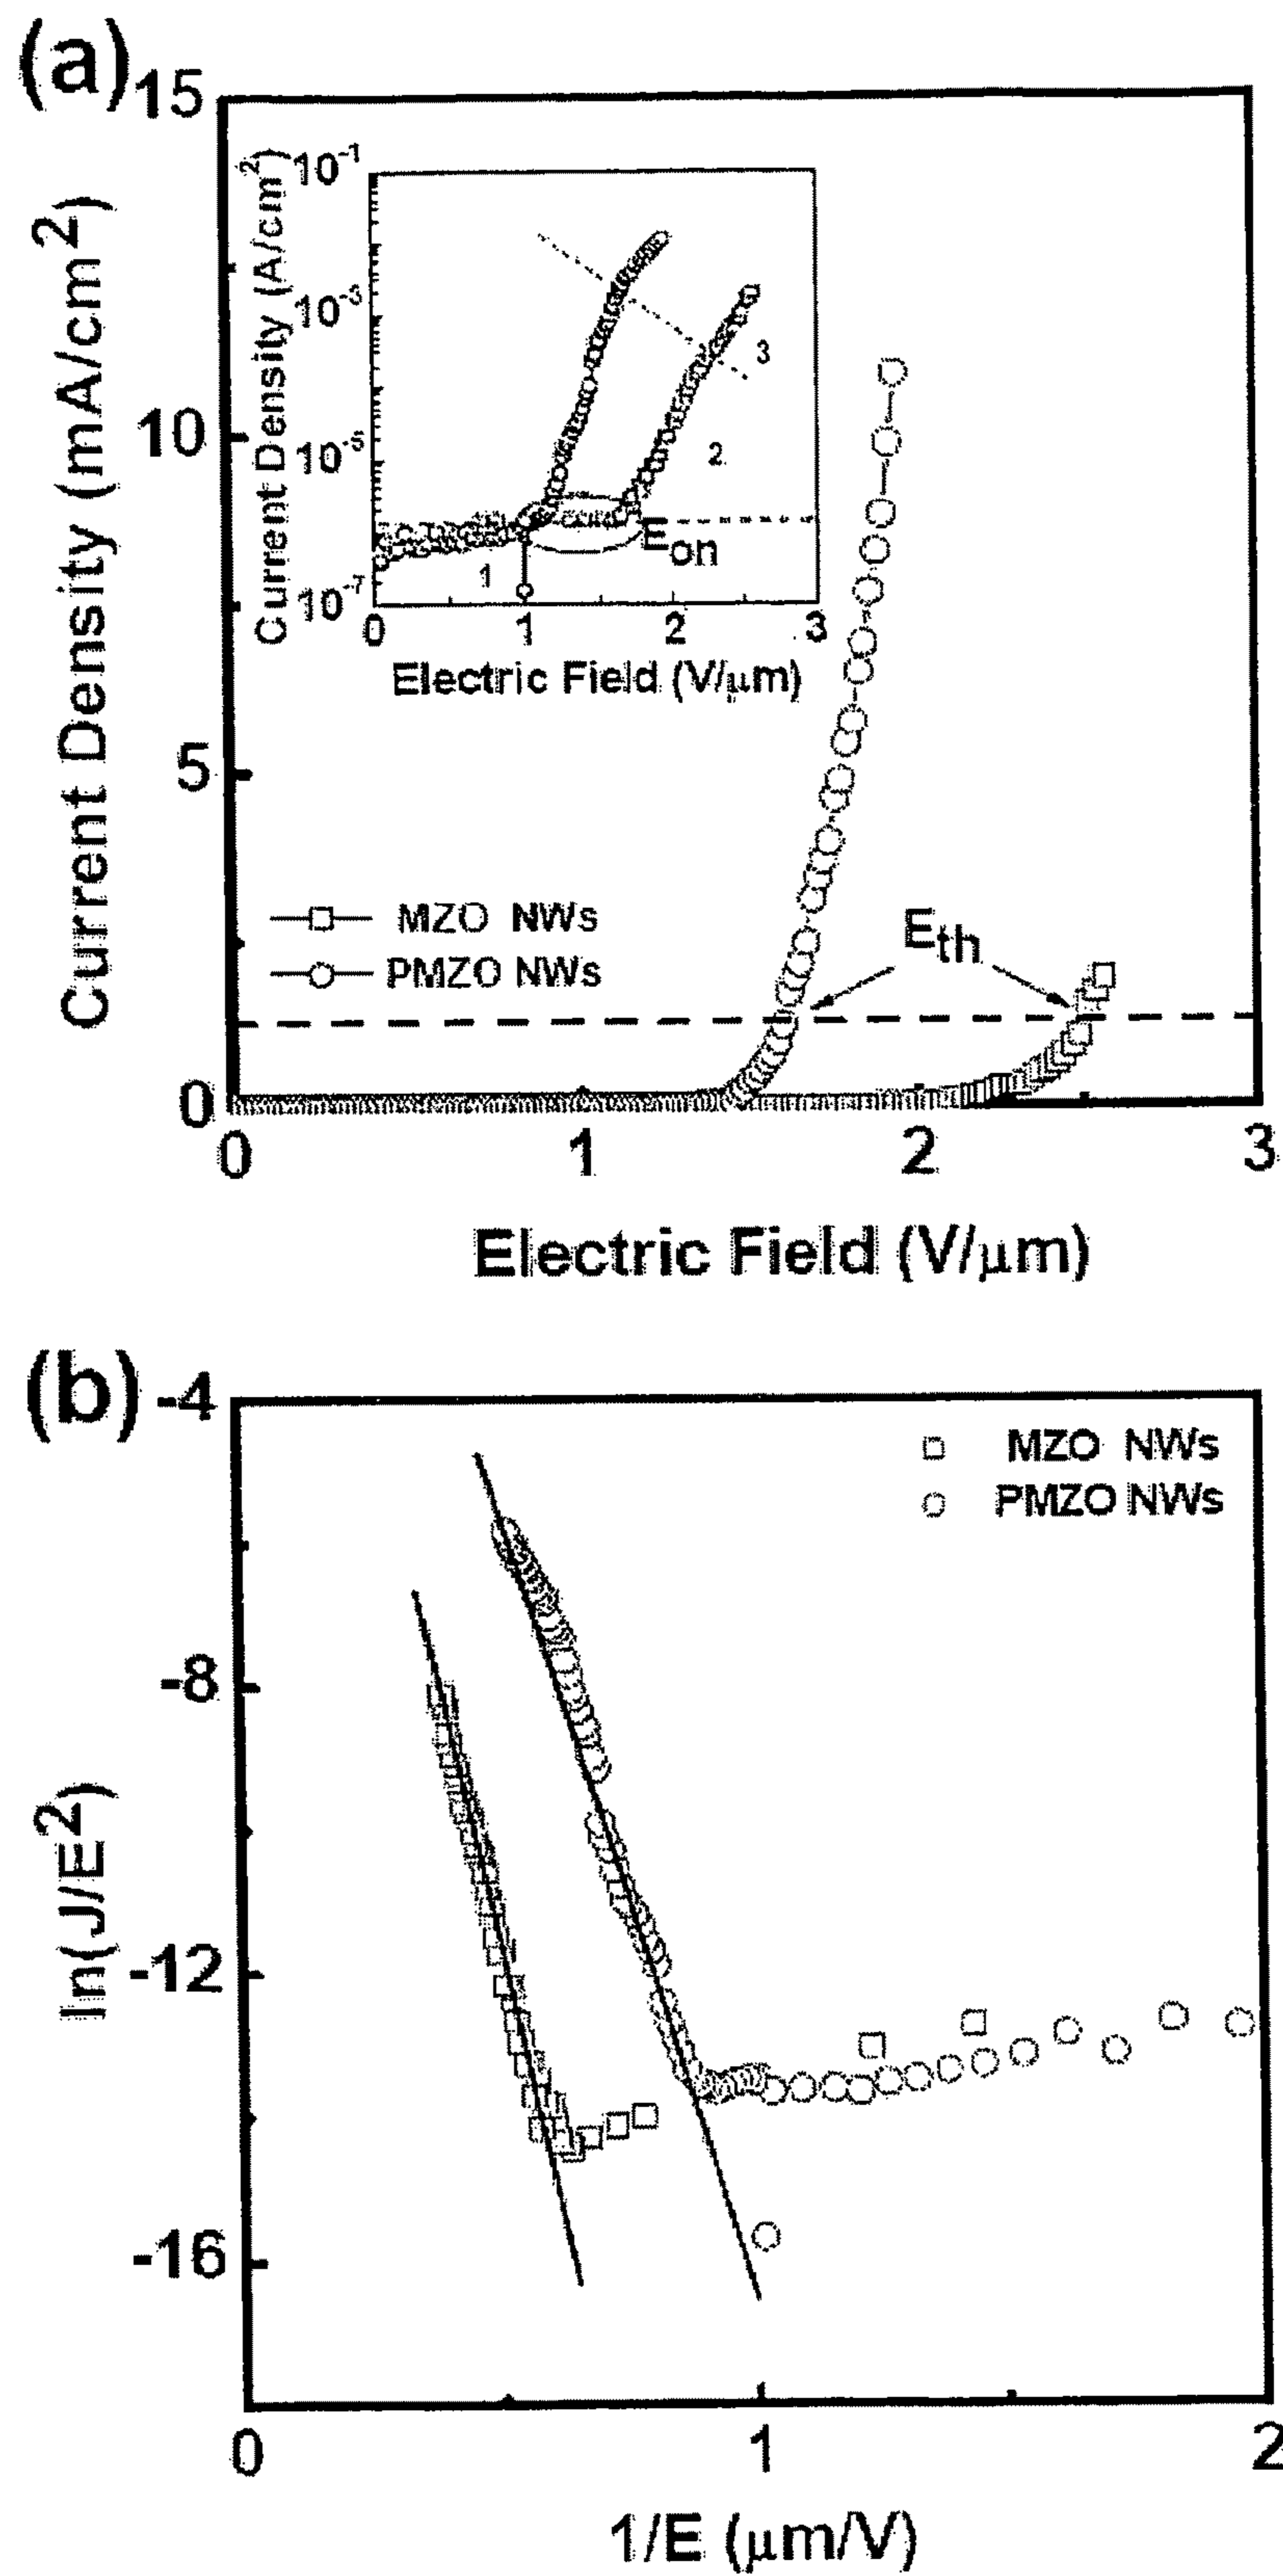 (a)
15
10
5
0
Current Density (mA/cm²)
10⁻¹
10⁻³
10⁻⁵
10⁻⁷
Current Density (A/cm²)
3
2
1
Eon
0 1 2 3
Electric Field (V/μm)
MZO NWs
PMZO NWs
Eth
0 1 2 3
Electric Field (V/μm)
(b)
-4
-8
-12
-16
ln(J/E²)
MZO NWs
PMZO NWs
0 1 2
1/E (μm/V)